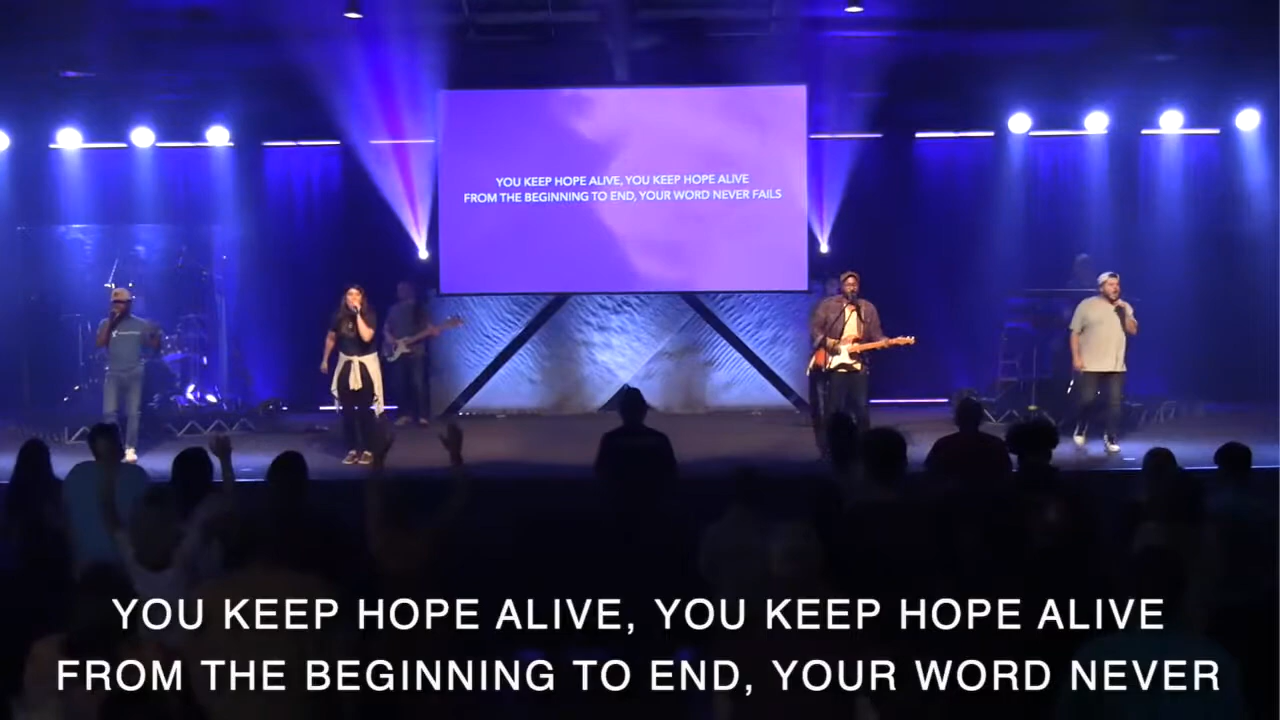 YOU KEEP HOPE ALIVE, YOU KEEP HOPE ALIVE
FROM THE BEGINNING TO END, YOUR WORD NEVER FAILS
YOU KEEP HOPE ALIVE, YOU KEEP HOPE ALIVE
FROM THE BEGINNING TO END, YOUR WORD NEVER